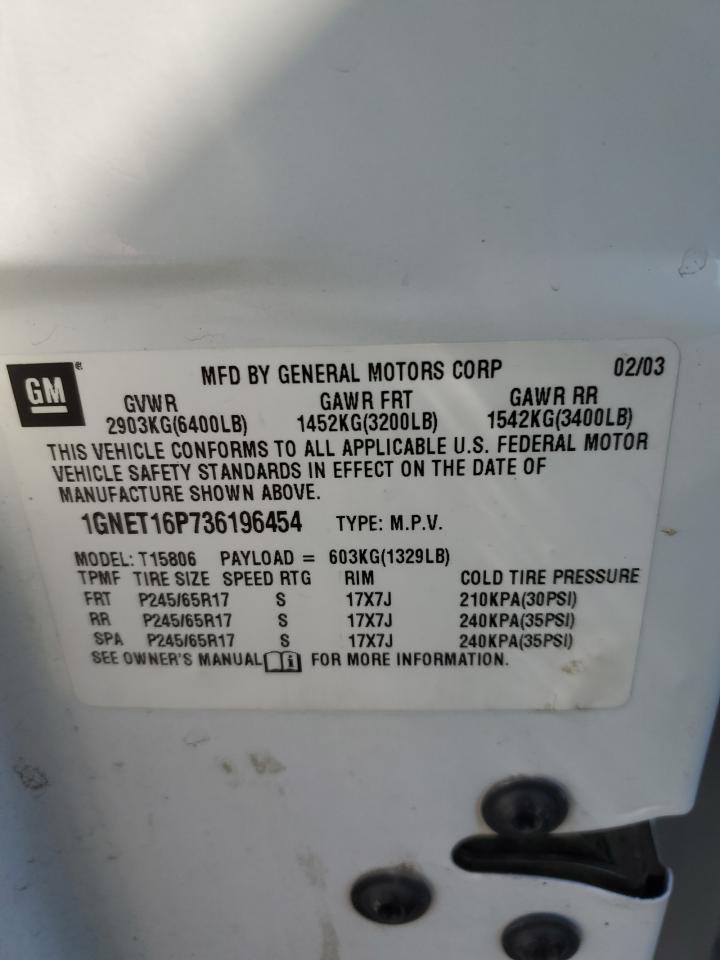 GM ® MFD BY GENERAL MOTORS CORP 02/03
GVWR GAWR FRT GAWR RR
2903KG(6400LB) 1452KG(3200LB) 1542KG(3400LB)
THIS VEHICLE CONFORMS TO ALL APPLICABLE U.S. FEDERAL MOTOR
VEHICLE SAFETY STANDARDS IN EFFECT ON THE DATE OF
MANUFACTURE SHOWN ABOVE.
1GNET16P736196454 TYPE: M.P.V.
MODEL: T15806 PAYLOAD = 603KG(1329LB)
TPMF TIRE SIZE SPEED RTG RIM COLD TIRE PRESSURE
FRT P245/65R17 S 17X7J 210KPA(30PSI)
RR P245/65R17 S 17X7J 240KPA(35PSI)
SPA P245/65R17 S 17X7J 240KPA(35PSI)
SEE OWNER'S MANUAL i FOR MORE INFORMATION.